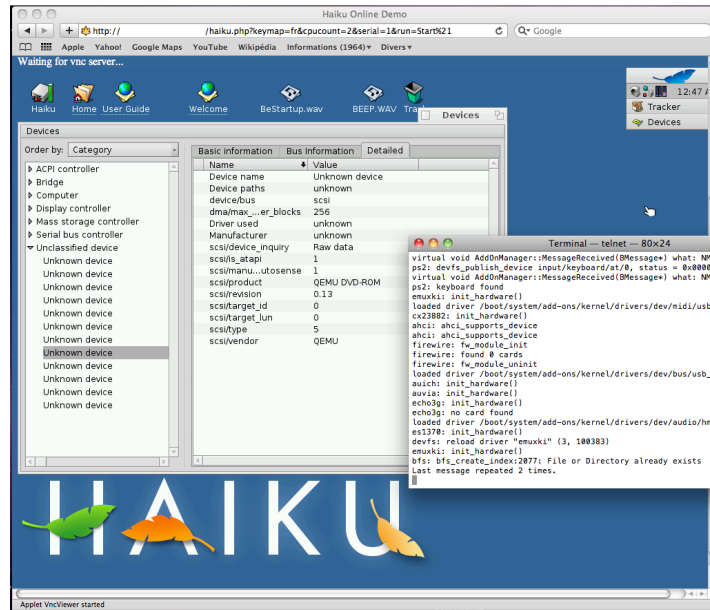 Haiku Online Demo
http://
/haiku.php?keymap=fr&cpucount=2&serial=1&run=Start%21
Google
Apple Yahoo! Google Maps YouTube Wikipédia Informations (1964) Divers
Waiting for vnc server...
Haiku Home User Guide Welcome BeStartup.wav BEEP.WAV Tra
12:47
Tracker
Devices
Devices
Devices
Order by: Category
Basic information Bus Information Detailed
ACPI controller
Bridge
Computer
Display controller
Mass storage controller
Serial bus controller
Unclassified device
Unknown device
Unknown device
Unknown device
Unknown device
Unknown device
Unknown device
Unknown device
Unknown device
Unknown device
Unknown device
Unknown device
Unknown device
Name Value
Device name Unknown device
Device paths unknown
device/bus scsi
dma/max_...er_blocks 256
Driver used unknown
Manufacturer unknown
scsi/device_inquiry Raw data
scsi/is_atapi 1
scsi/manu...utosense 1
scsi/product QEMU DVD-ROM
scsi/revision 0.13
scsi/target_id 0
scsi/target_lun 0
scsi/type 5
scsi/vendor QEMU
Terminal — telnet — 80×24
virtual void AddOnManager::MessageReceived(BMessage*) what: NM
ps2: devfs_publish_device input/keyboard/at/0, status = 0x0000
virtual void AddOnManager::MessageReceived(BMessage*) what: NM
ps2: keyboard found
emuxki: init_hardware()
loaded driver /boot/system/add-ons/kernel/drivers/dev/midi/usb
cx23882: init_hardware()
ahci: ahci_supports_device
ahci: ahci_supports_device
firewire: fw_module_init
firewire: found 0 cards
firewire: fw_module_uninit
loaded driver /boot/system/add-ons/kernel/drivers/dev/bus/usb_
auich: init_hardware()
auvia: init_hardware()
echo3g: init_hardware()
echo3g: no card found
loaded driver /boot/system/add-ons/kernel/drivers/dev/audio/hm
es1370: init_hardware()
devfs: reload driver "emuxki" (3, 100383)
emuxki: init_hardware()
bfs: bfs_create_index:2077: File or Directory already exists
Last message repeated 2 times.
HAIKU
Applet VncViewer started